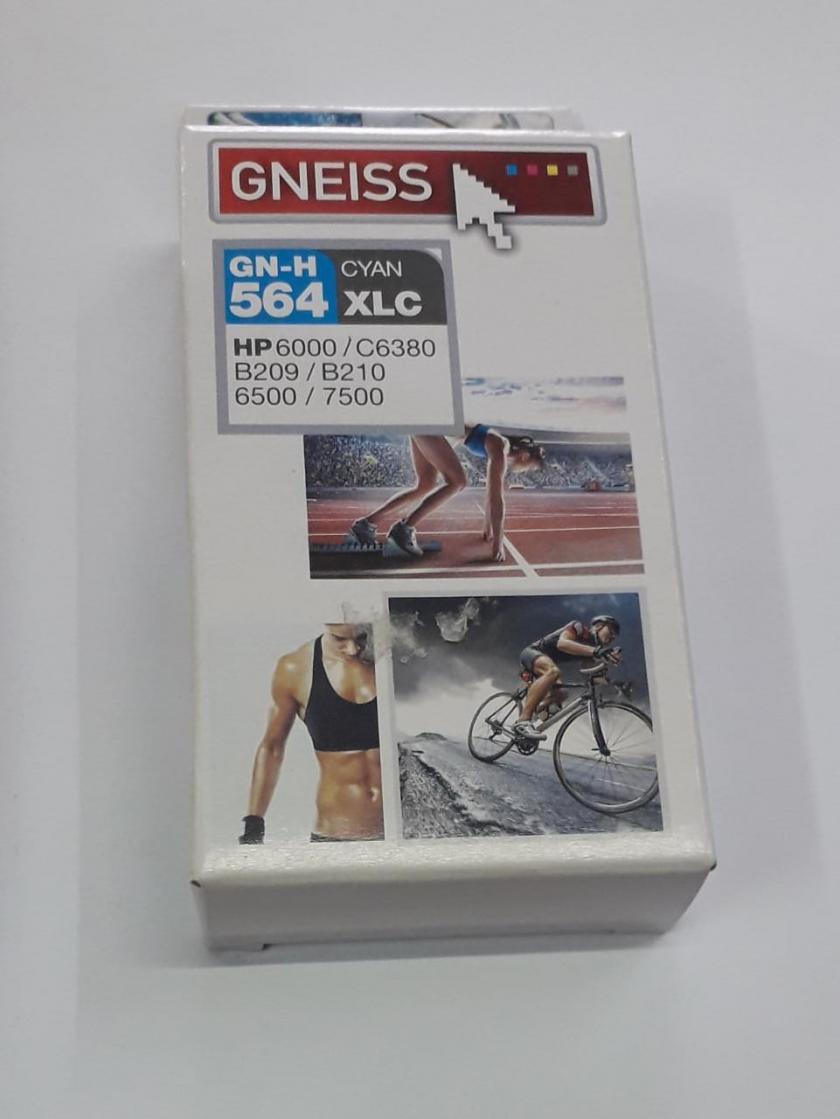 GNEISS
GN-H CYAN
564 XLC
HP 6000 / C6380
B209 / B210
6500 / 7500